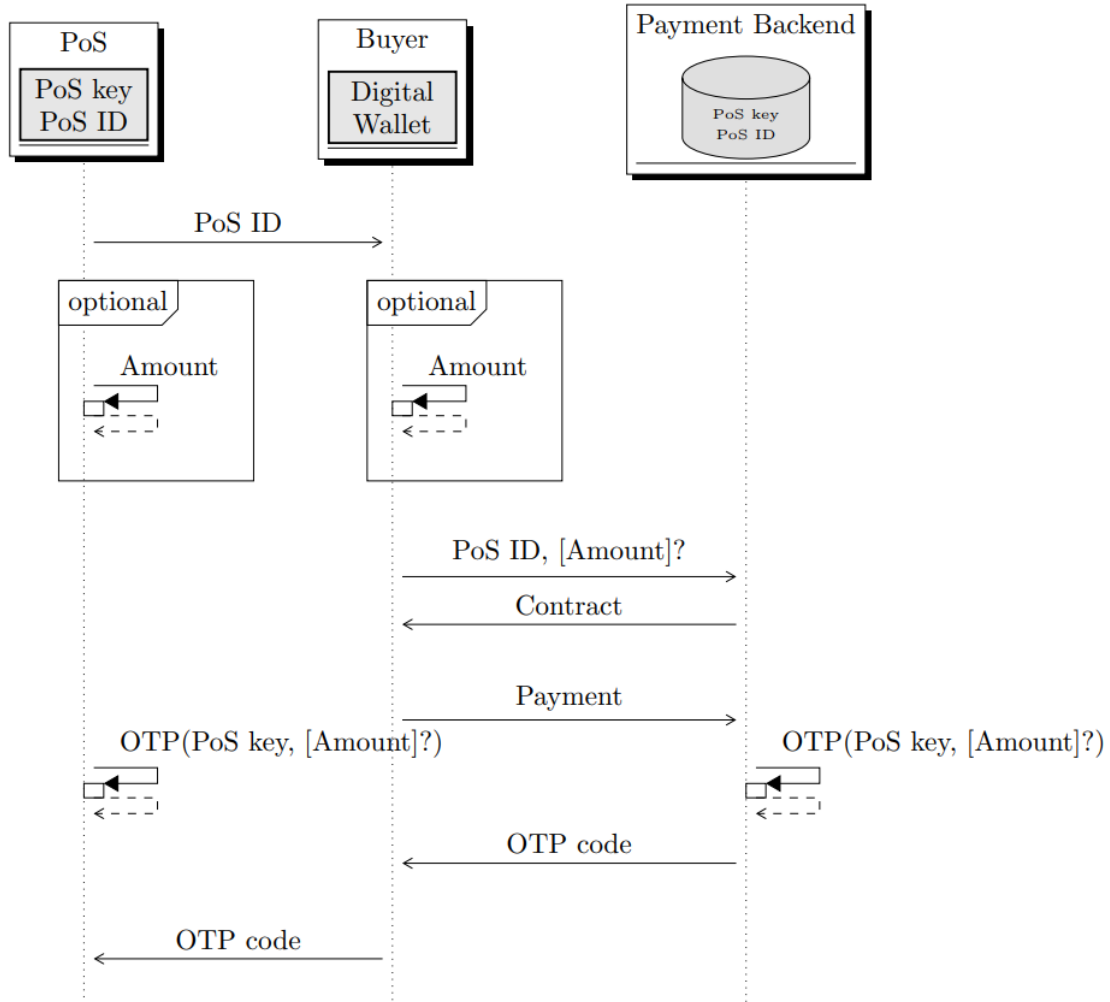 PoS
PoS key
PoS ID
Buyer
Digital
Wallet
Payment Backend
PoS key
PoS ID
PoS ID
optional
Amount
optional
Amount
PoS ID, [Amount]?
Contract
Payment
OTP(PoS key, [Amount]?)
OTP(PoS key, [Amount]?)
OTP code
OTP code